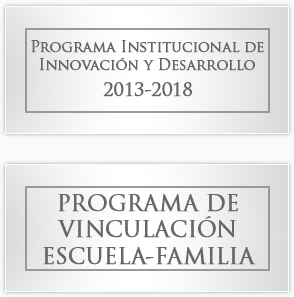 PROGRAMA INSTITUCIONAL DE
INNOVACIÓN Y DESARROLLO
2013-2018
PROGRAMA DE
VINCULACIÓN
ESCUELA-FAMILIA